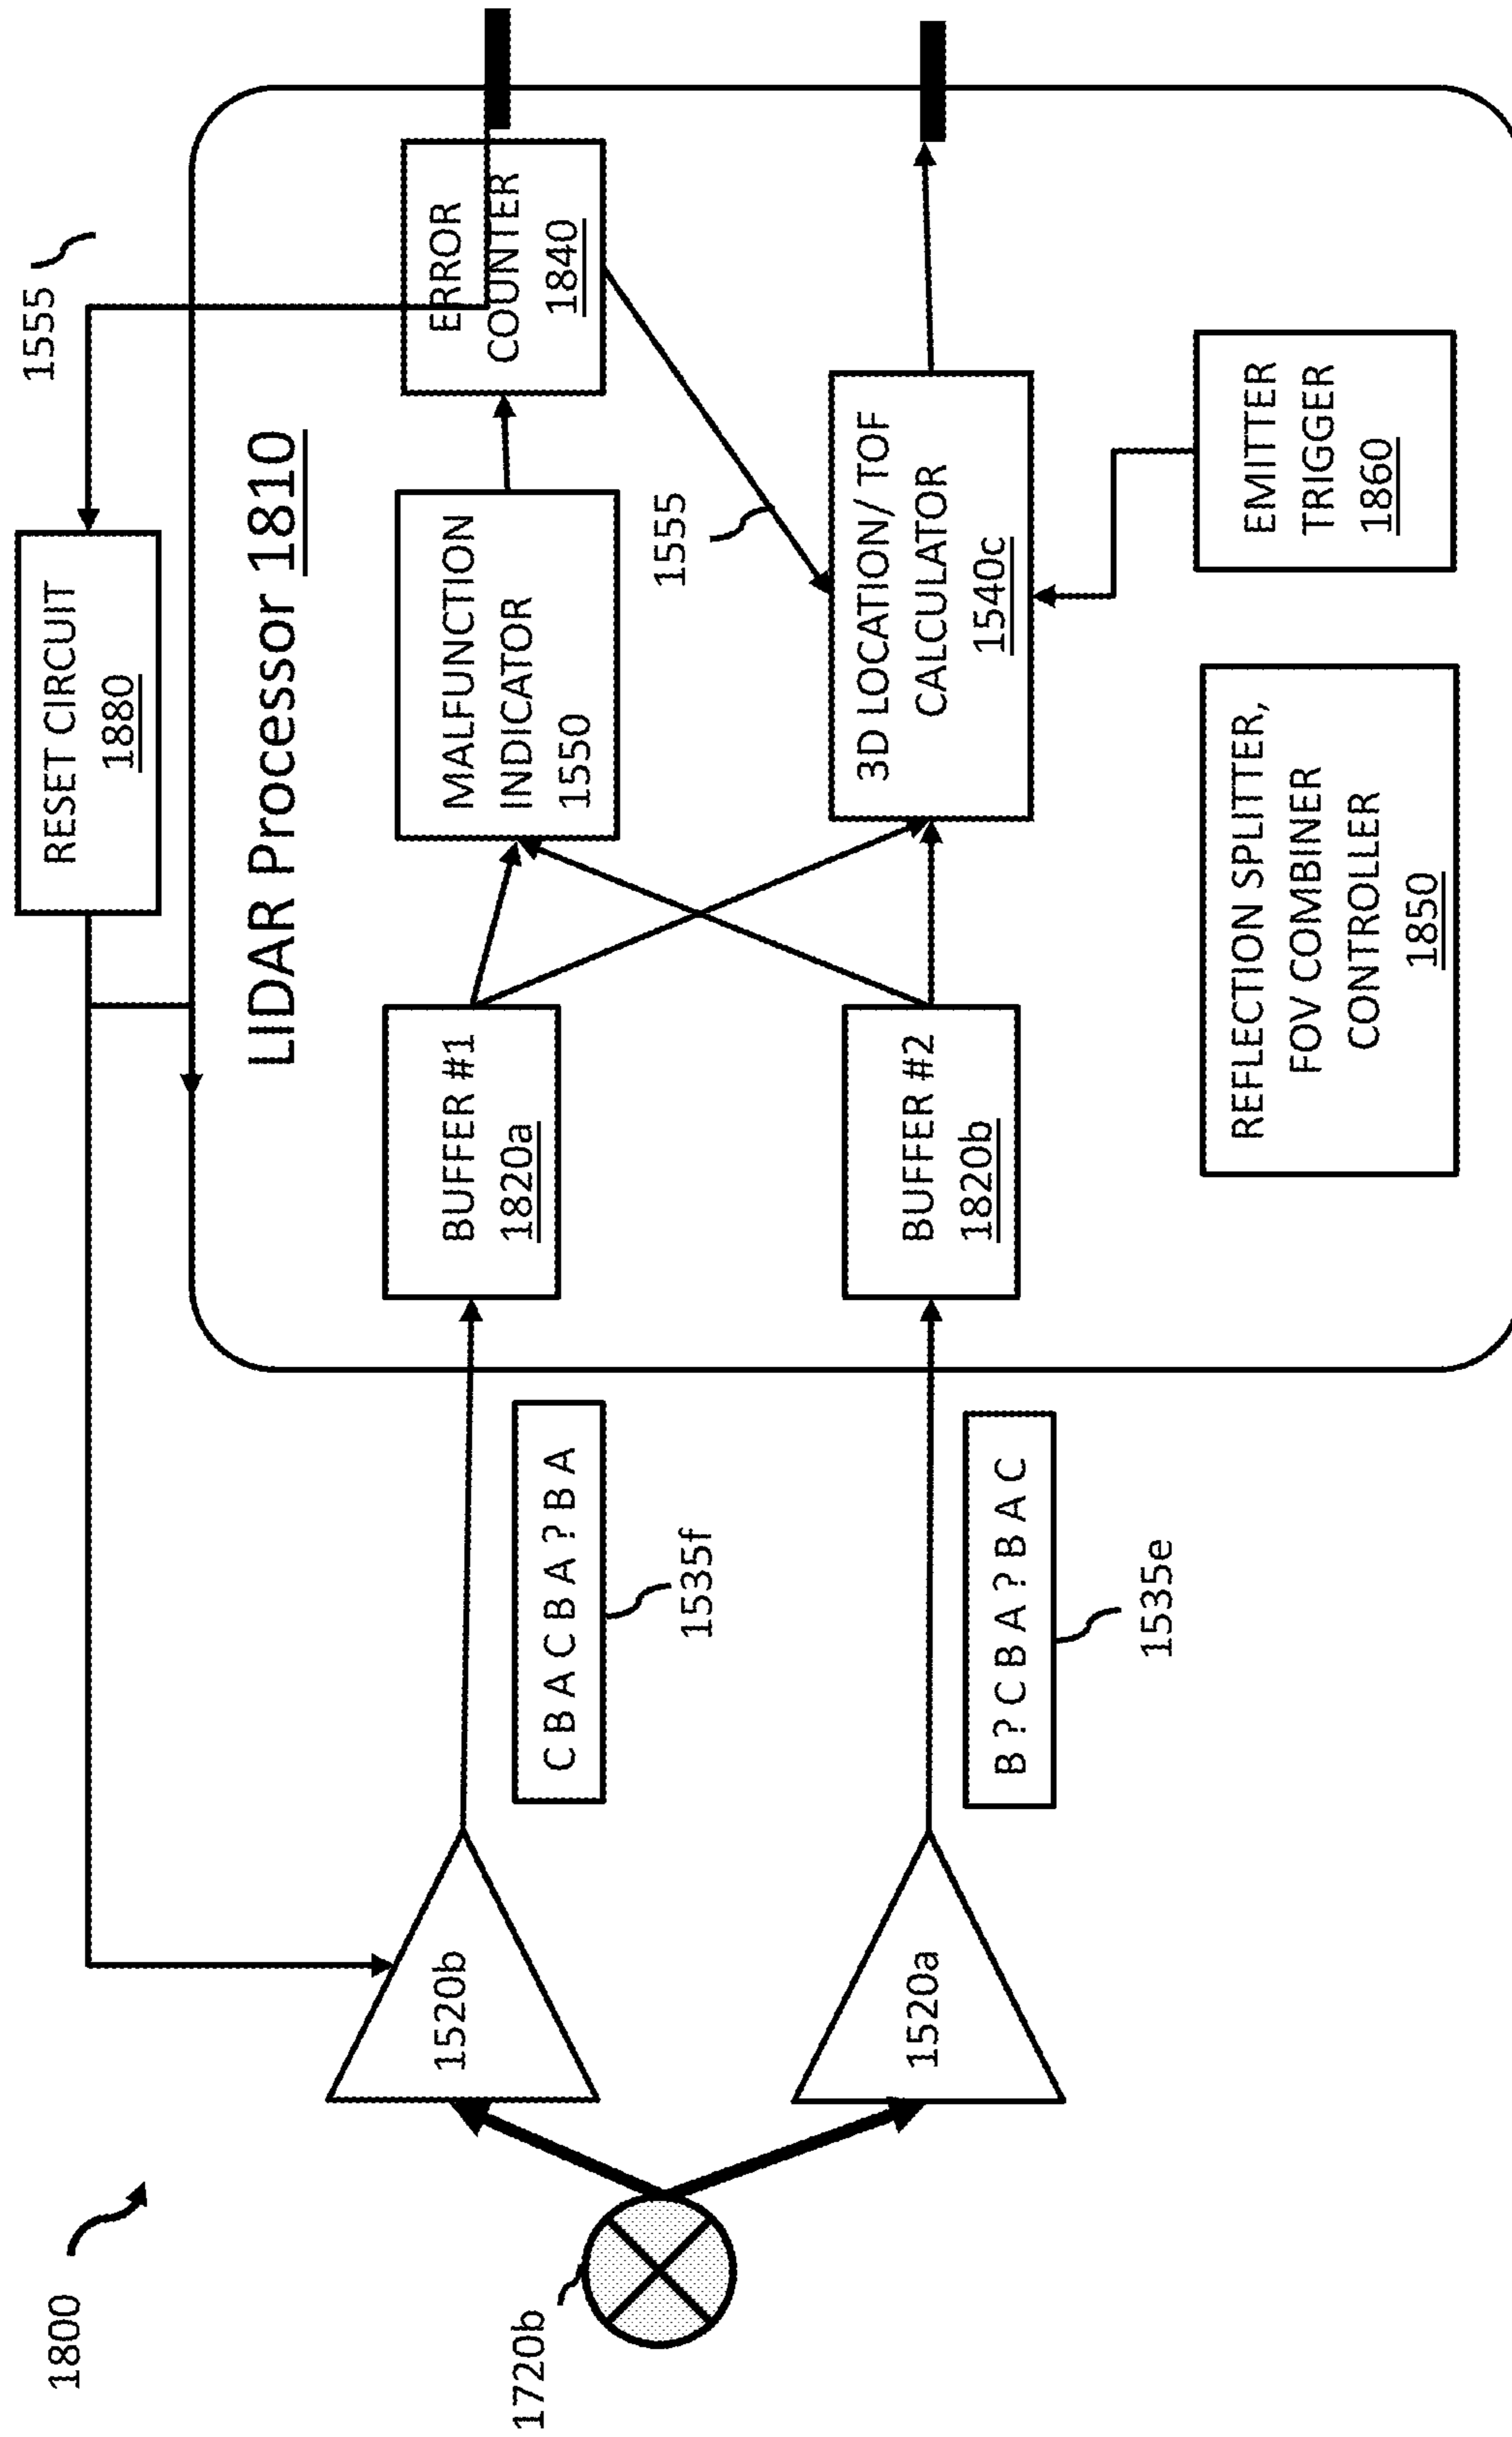 1800
1555
RESET CIRCUIT
1880
LIDAR Processor 1810
1720b
1520b
1520a
C B A C B A ? B A
1535f
B ? C B A ? B A C
1535e
BUFFER #1
1820a
BUFFER #2
1820b
MALFUNCTION
INDICATOR
1550
ERROR
COUNTER
1840
1555
3D LOCATION/ TOF
CALCULATOR
1540c
REFLECTION SPLITTER,
FOV COMBINER
CONTROLLER
1850
EMITTER
TRIGGER
1860